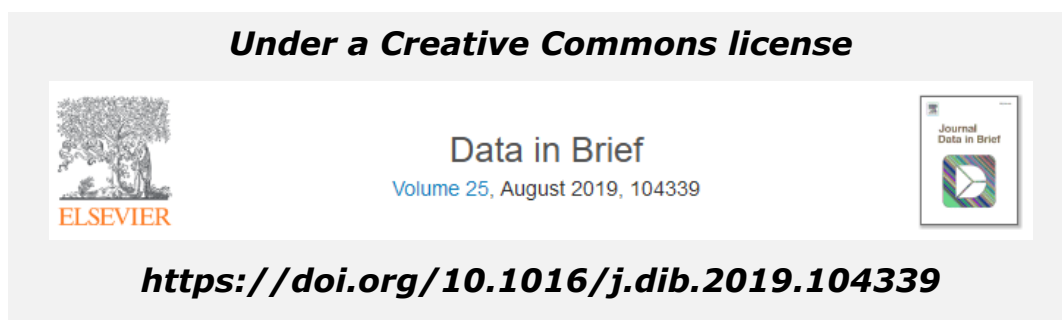 Under a Creative Commons license
ELSEVIER
Data in Brief
Volume 25, August 2019, 104339
Journal
Data in Brief
https://doi.org/10.1016/j.dib.2019.104339